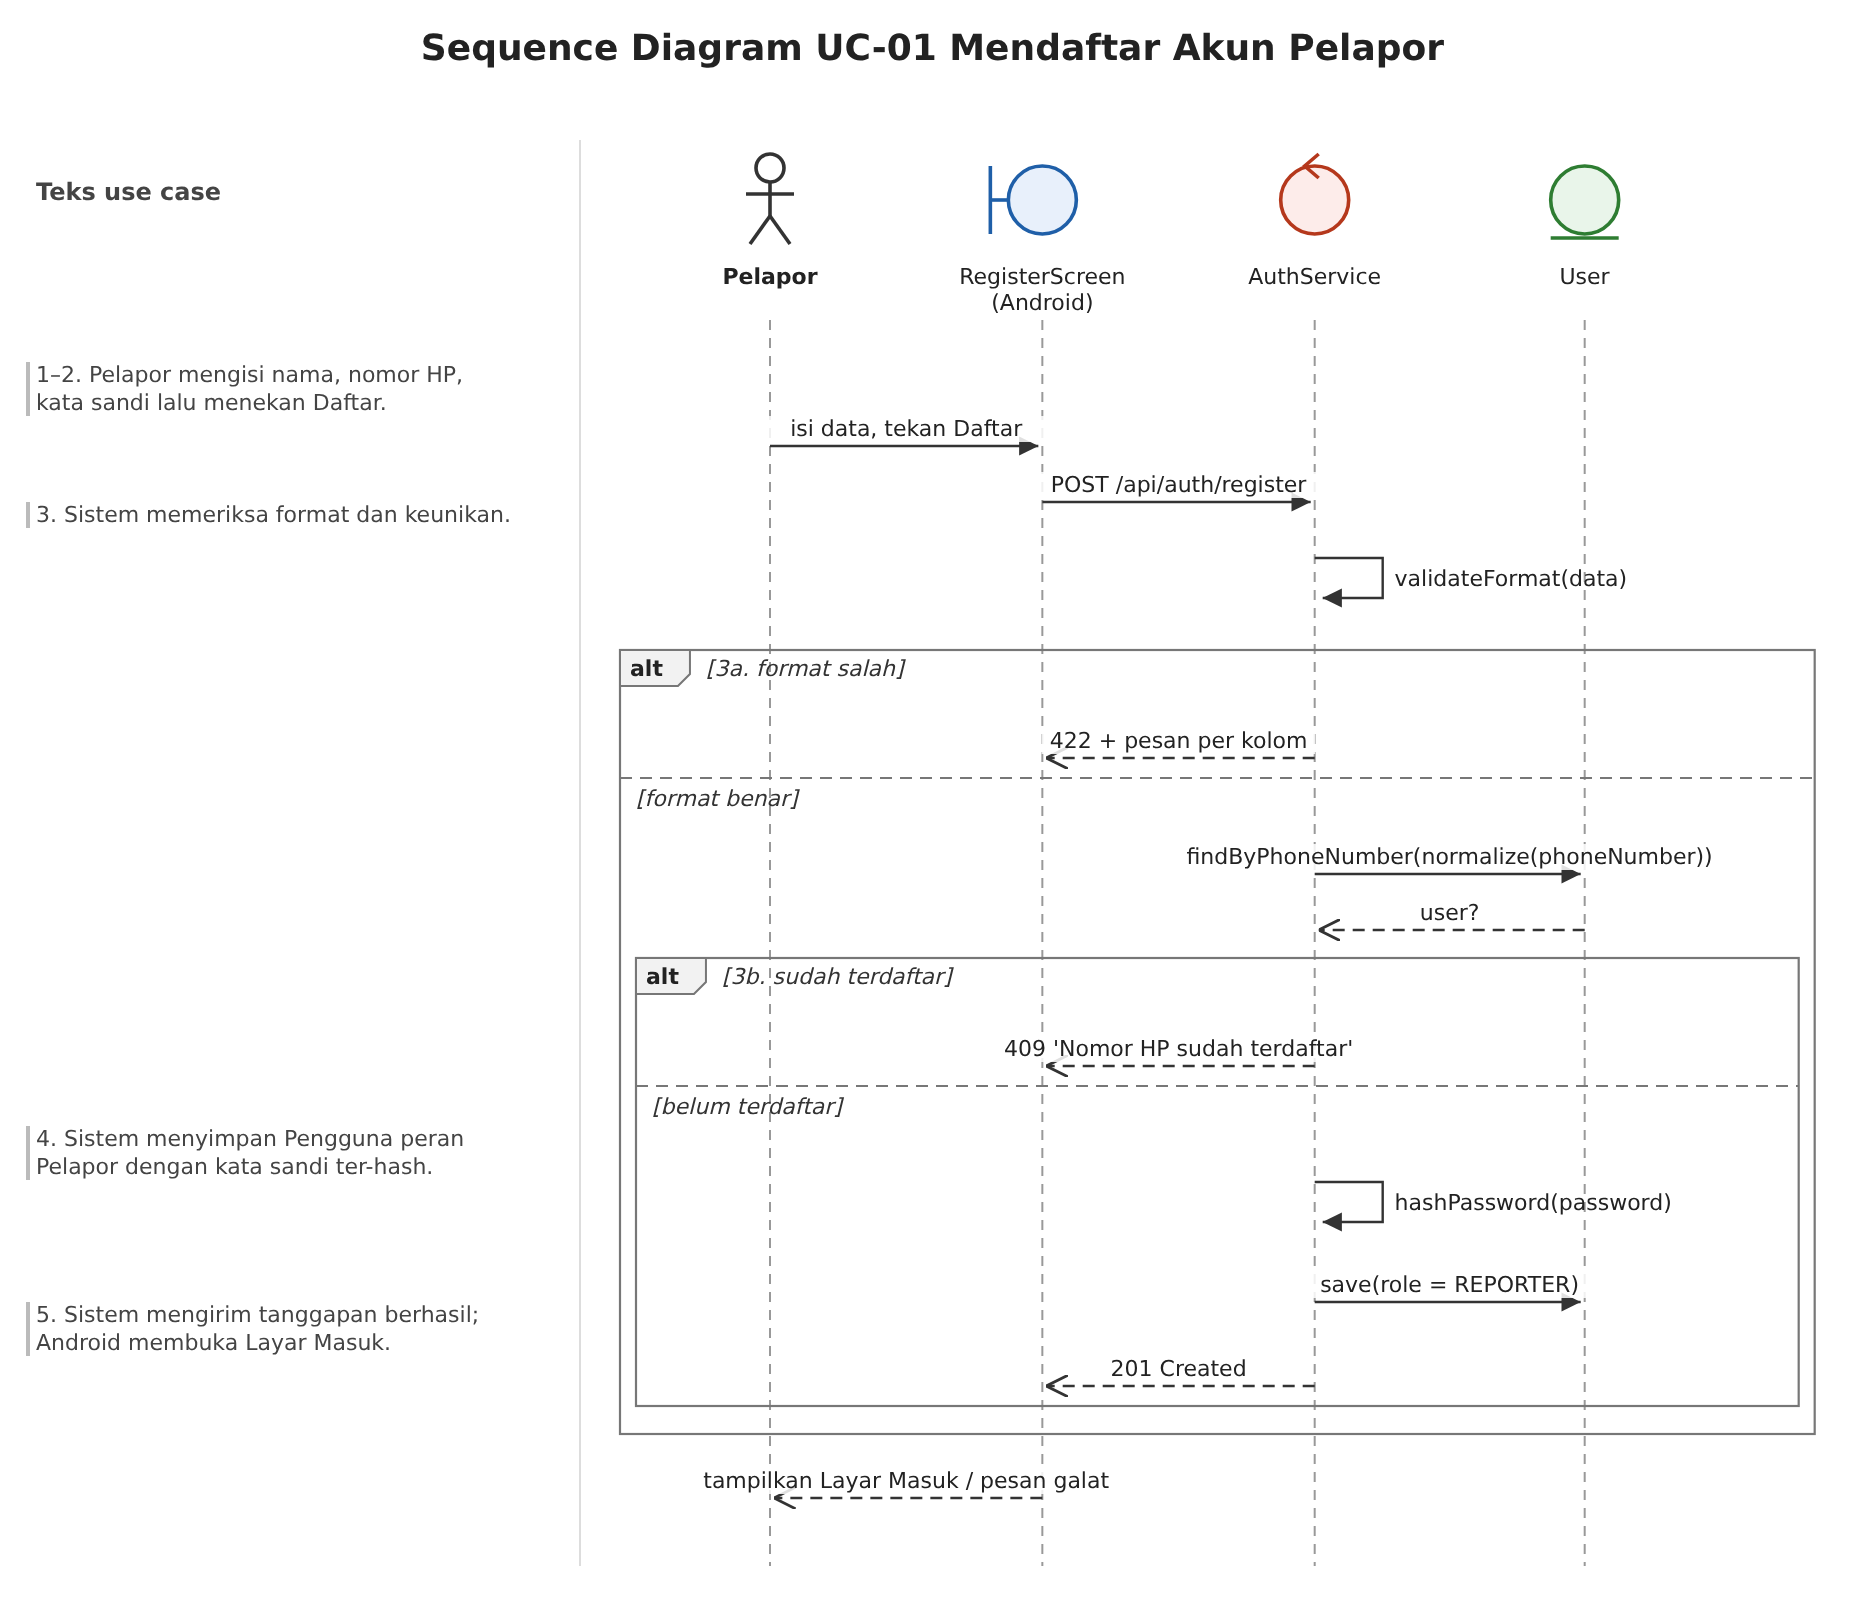 Sequence Diagram UC-01 Mendaftar Akun Pelapor
Teks use case
Pelapor
RegisterScreen
(Android)
AuthService
User
1–2. Pelapor mengisi nama, nomor HP,
kata sandi lalu menekan Daftar.
isi data, tekan Daftar
POST /api/auth/register
3. Sistem memeriksa format dan keunikan.
validateFormat(data)
alt
[3a. format salah]
422 + pesan per kolom
[format benar]
findByPhoneNumber(normalize(phoneNumber))
user?
alt
[3b. sudah terdaftar]
409 'Nomor HP sudah terdaftar'
[belum terdaftar]
4. Sistem menyimpan Pengguna peran
Pelapor dengan kata sandi ter-hash.
hashPassword(password)
save(role = REPORTER)
5. Sistem mengirim tanggapan berhasil;
Android membuka Layar Masuk.
201 Created
tampilkan Layar Masuk / pesan galat